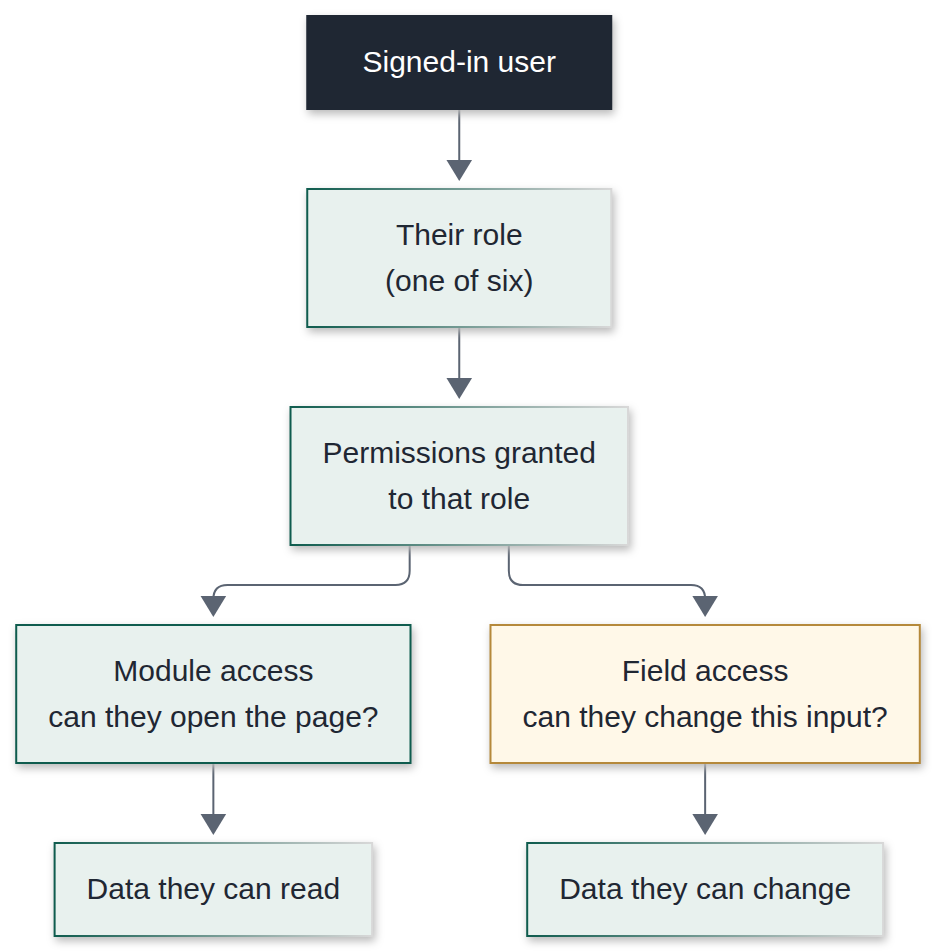 Signed-in user
Their role
(one of six)
Permissions granted
to that role
Module access
can they open the page?
Field access
can they change this input?
Data they can read
Data they can change